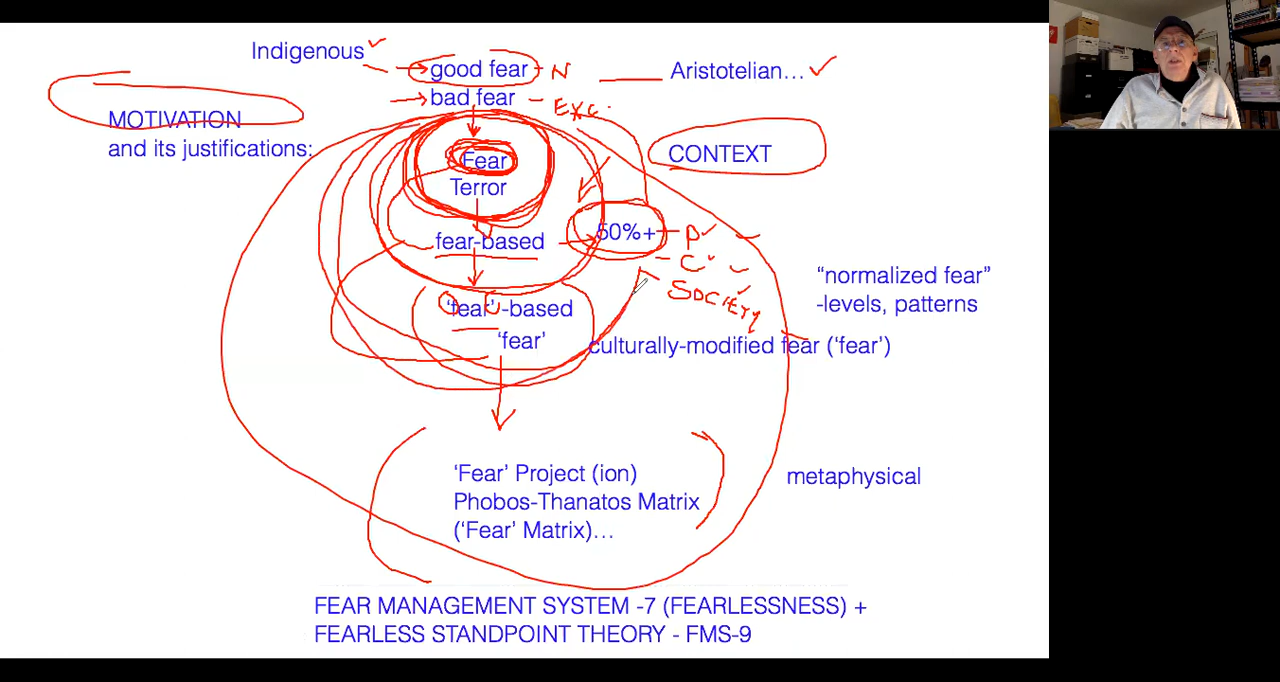 Indigenous
good fear
N
Aristotelian…
bad fear
Exc.
MOTIVATION
and its justifications:
CONTEXT
Fear
Terror
50%+
P
fear-based
C
SOCIETY
"normalized fear"
-levels, patterns
'fear'-based
'fear'
culturally-modified fear ('fear')
'Fear' Project (ion)
Phobos-Thanatos Matrix
('Fear' Matrix)…
metaphysical
FEAR MANAGEMENT SYSTEM -7 (FEARLESSNESS) +
FEARLESS STANDPOINT THEORY - FMS-9